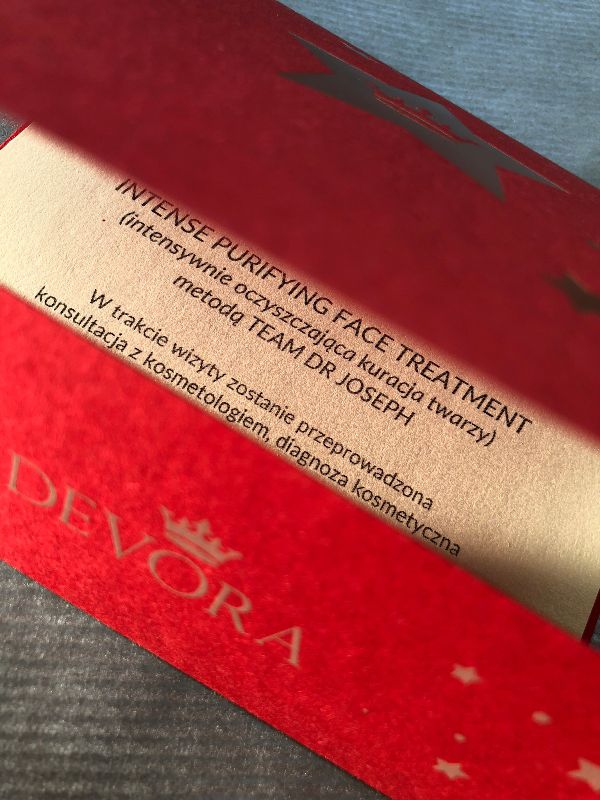 INTENSE PURIFYING FACE TREATMENT
(intensywnie oczyszczająca kuracja twarzy)
metodą TEAM DR JOSEPH
W trakcie wizyty zostanie przeprowadzona
konsultacja z kosmetologiem, diagnoza kosmetyczna
DEVORA